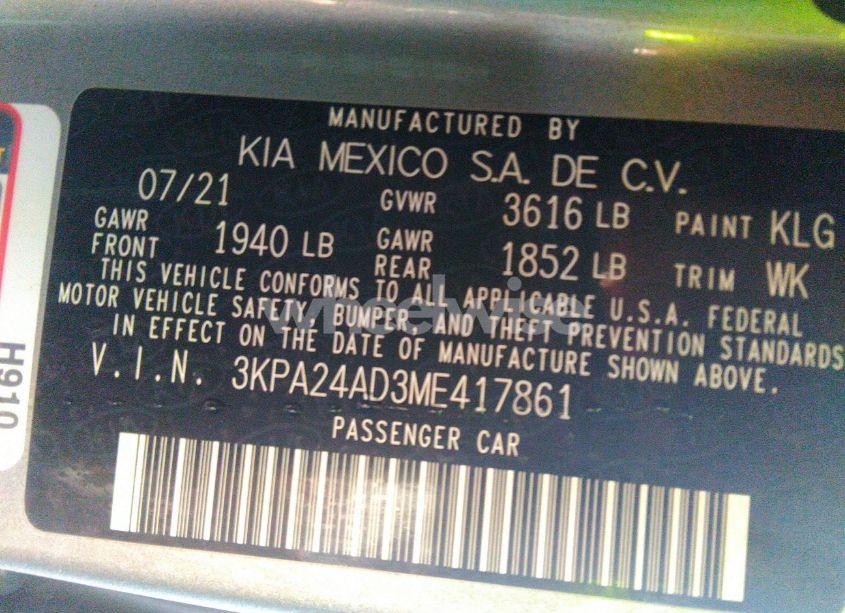 MANUFACTURED BY
KIA MEXICO S.A. DE C.V.
07/21 GVWR 3616 LB PAINT KLG
GAWR FRONT 1940 LB GAWR REAR 1852 LB TRIM WK
THIS VEHICLE CONFORMS TO ALL APPLICABLE U.S.A. FEDERAL
MOTOR VEHICLE SAFETY, BUMPER, AND THEFT PREVENTION STANDARDS
IN EFFECT ON THE DATE OF MANUFACTURE SHOWN ABOVE.
V.I.N. 3KPA24AD3ME417861
PASSENGER CAR
H910
wheelwise